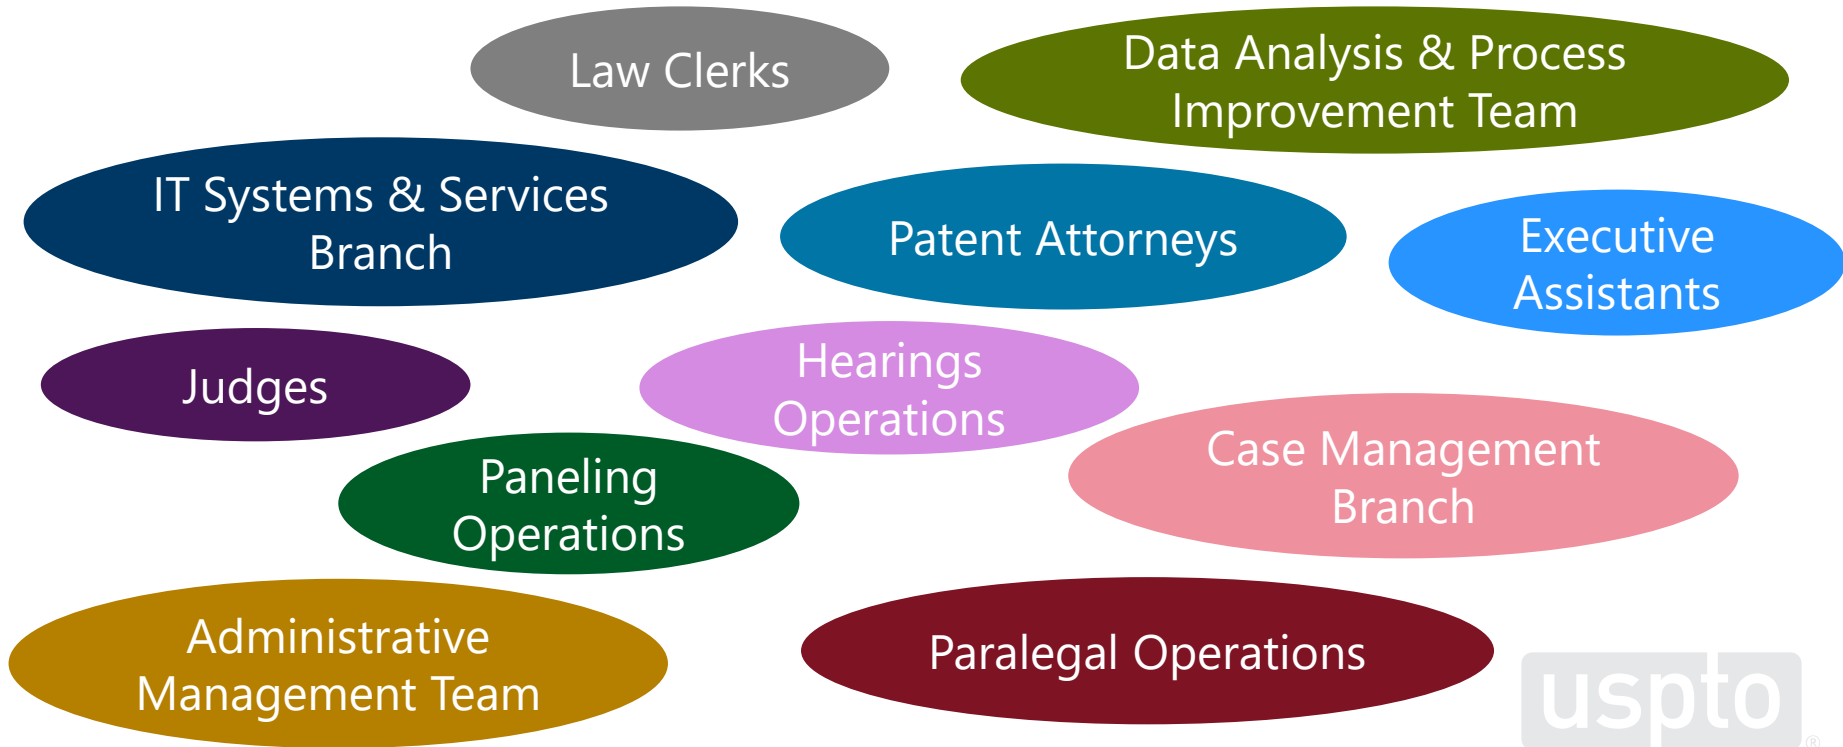 Law Clerks
Data Analysis & Process
Improvement Team
IT Systems & Services
Branch
Patent Attorneys
Executive
Assistants
Judges
Hearings
Operations
Case Management
Branch
Paneling
Operations
Administrative
Management Team
Paralegal Operations
uspto
®